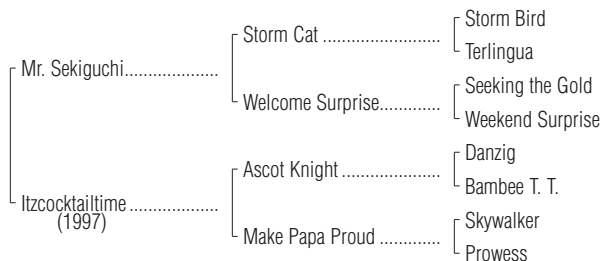 Storm Bird
Storm Cat ..........................
Terlingua
Mr. Sekiguchi.....................
Seeking the Gold
Welcome Surprise.............
Weekend Surprise
Danzig
Ascot Knight ......................
Bambee T. T.
Itzcocktailtime ....................
(1997)
Skywalker
Make Papa Proud .............
Prowess